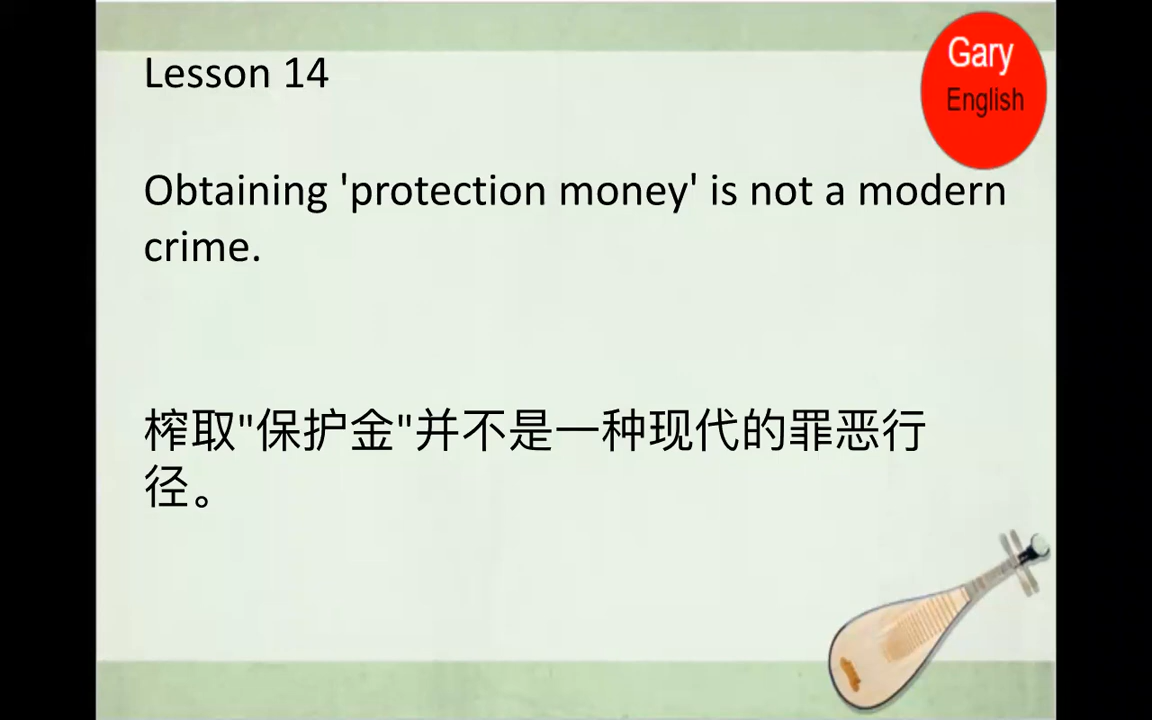 Gary
English
Lesson 14
Obtaining 'protection money' is not a modern
crime.
榨取"保护金"并不是一种现代的罪恶行
径。